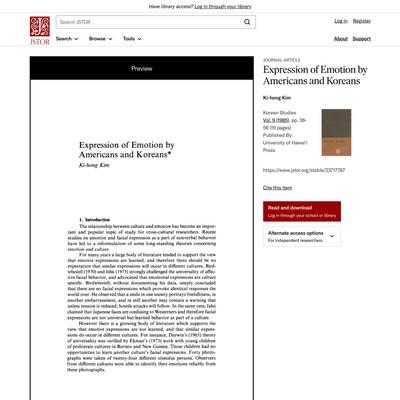 Have library access? Log in through your library
JSTOR
Search JSTOR
Log in Register
Search Browse Tools
About Support
Preview
Expression of Emotion by
Americans and Koreans*
Ki-hong Kim
1. Introduction
The relationship between culture and emotion has become an impor-
tant and popular topic of study for cross-cultural researchers. Recent
studies on emotion and facial expression as a part of nonverbal behavior
have led to a reformulation of some long-standing theories concerning
emotion and culture.
For many years a large body of literature tended to support the view
that emotive expressions are learned, and therefore there should be no
expectation that similar expressions will occur in different cultures. Bird-
whistell (1970) and Ishii (1973) strongly challenged the universality of affec-
tive facial behavior, and advocated that emotional expressions are culture
specific. Birdwhistell, without documenting his data, simply concluded
that there are no facial expressions which provoke identical responses the
world over. He observed that a smile in one society portrays friendliness, in
another embarrassment, and in still another may contain a warning that
unless tension is reduced, hostile attacks will follow. In the same vein, Ishii
claimed that Japanese faces are confusing to Westerners and therefore facial
expressions are not universal but learned behavior as part of a culture.
However there is a growing body of literature which supports the
view that emotive expressions are not learned, and that similar expres-
sions do occur in different cultures. For instance, Darwin's (1965) theory
of universality was verified by Ekman's (1973) work with young children
of preliterate cultures in Borneo and New Guinea. Those children had no
opportunities to learn another culture's facial expressions. Forty photo-
graphs were taken of twenty-four different stimulus persons. Observers
from different cultures were able to identify their emotions reliably from
these photographs.
JOURNAL ARTICLE
Expression of Emotion by
Americans and Koreans
Ki-hong Kim
Korean Studies
Vol. 9 (1985), pp. 38-
56 (19 pages)
Published By:
University of Hawai'i
Press
https://www.jstor.org/stable/23717787
Cite this Item
Read and download
Log in through your school or library
Alternate access options
For independent researchers